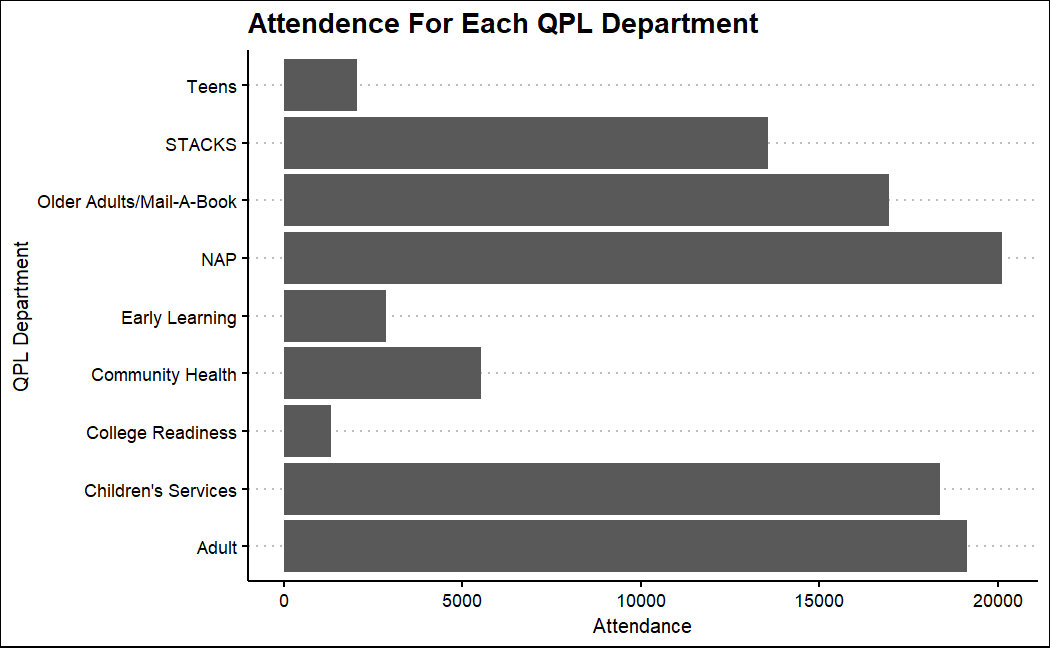 Attendence For Each QPL Department
Teens
STACKS
Older Adults/Mail-A-Book
NAP
Early Learning
Community Health
College Readiness
Children's Services
Adult
QPL Department
0 5000 10000 15000 20000
Attendance